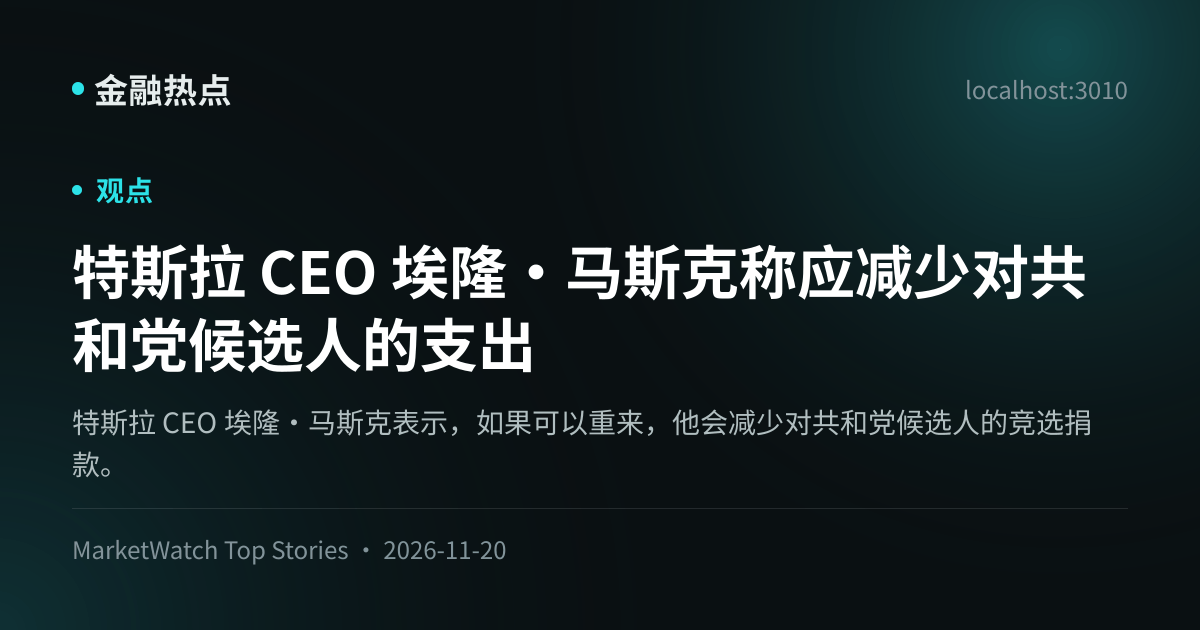 金融热点
localhost:3010
观点
特斯拉 CEO 埃隆・马斯克称应减少对共
和党候选人的支出
特斯拉 CEO 埃隆・马斯克表示，如果可以重来，他会减少对共和党候选人的竞选捐
款。
MarketWatch Top Stories ・ 2026-11-20